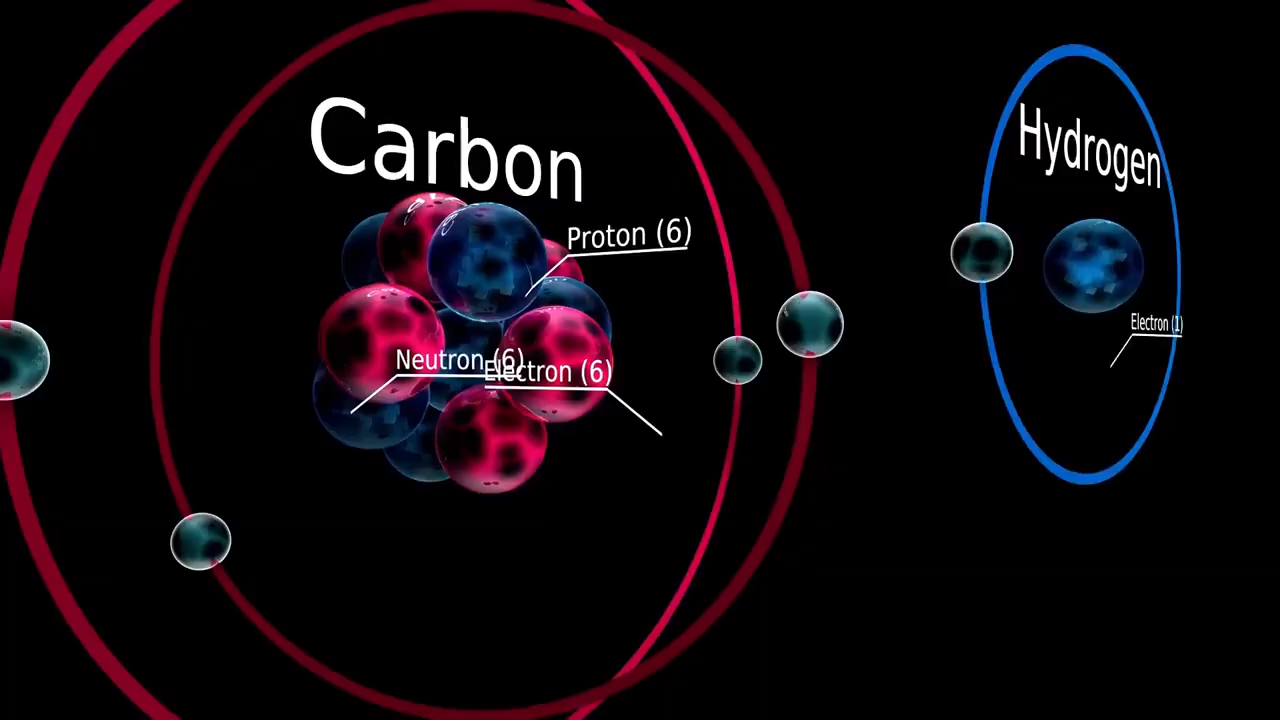 Carbon
Proton (6)
Neutron (6)
Electron (6)
Hydrogen
Electron (1)